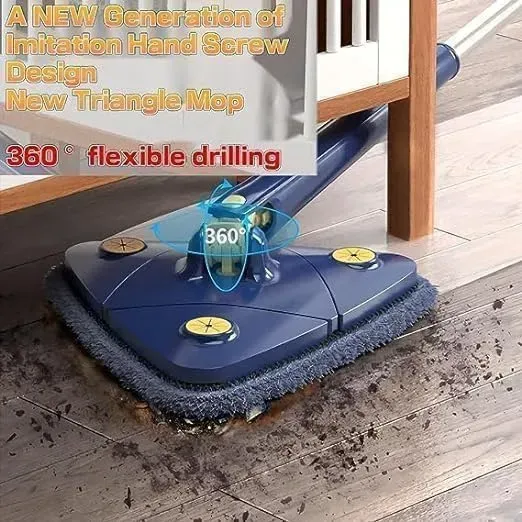 A NEW Generation of
Imitation Hand Screw
Design
New Triangle Mop
360 ° flexible drilling
360°